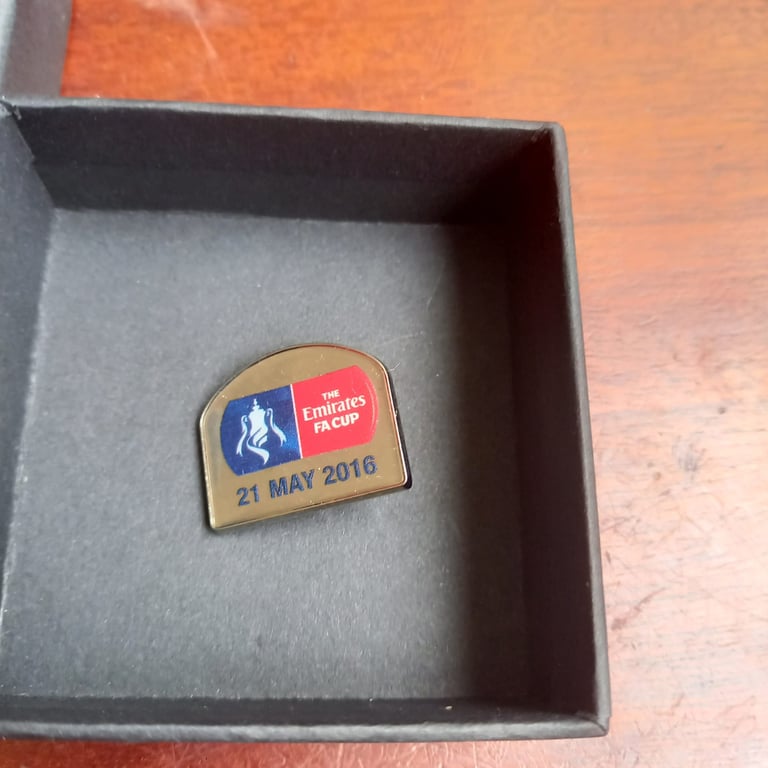 THE
Emirates
FA CUP
21 MAY 2016